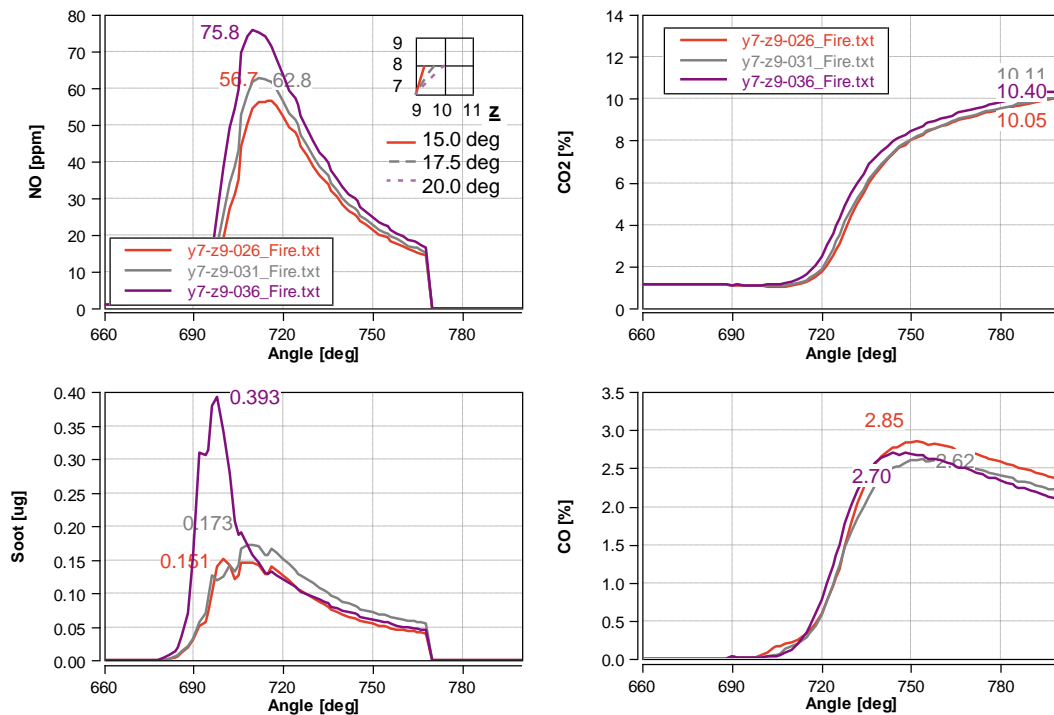 NO [ppm]
80
70
60
50
40
30
20
10
0
75.8
56.7
62.8
9
8
7
9 10 11
z
15.0 deg
17.5 deg
20.0 deg
y7-z9-026_Fire.txt
y7-z9-031_Fire.txt
y7-z9-036_Fire.txt
660 690 720 750 780
Angle [deg]
CO2 [%]
14
12
10
8
6
4
2
0
y7-z9-026_Fire.txt
y7-z9-031_Fire.txt
y7-z9-036_Fire.txt
10.11
10.40
10.05
660 690 720 750 780
Angle [deg]
Soot [ug]
0.40
0.35
0.30
0.25
0.20
0.15
0.10
0.05
0.00
0.393
0.173
0.151
660 690 720 750 780
Angle [deg]
CO [%]
3.5
3.0
2.5
2.0
1.5
1.0
0.5
0.0
2.85
2.62
2.70
660 690 720 750 780
Angle [deg]